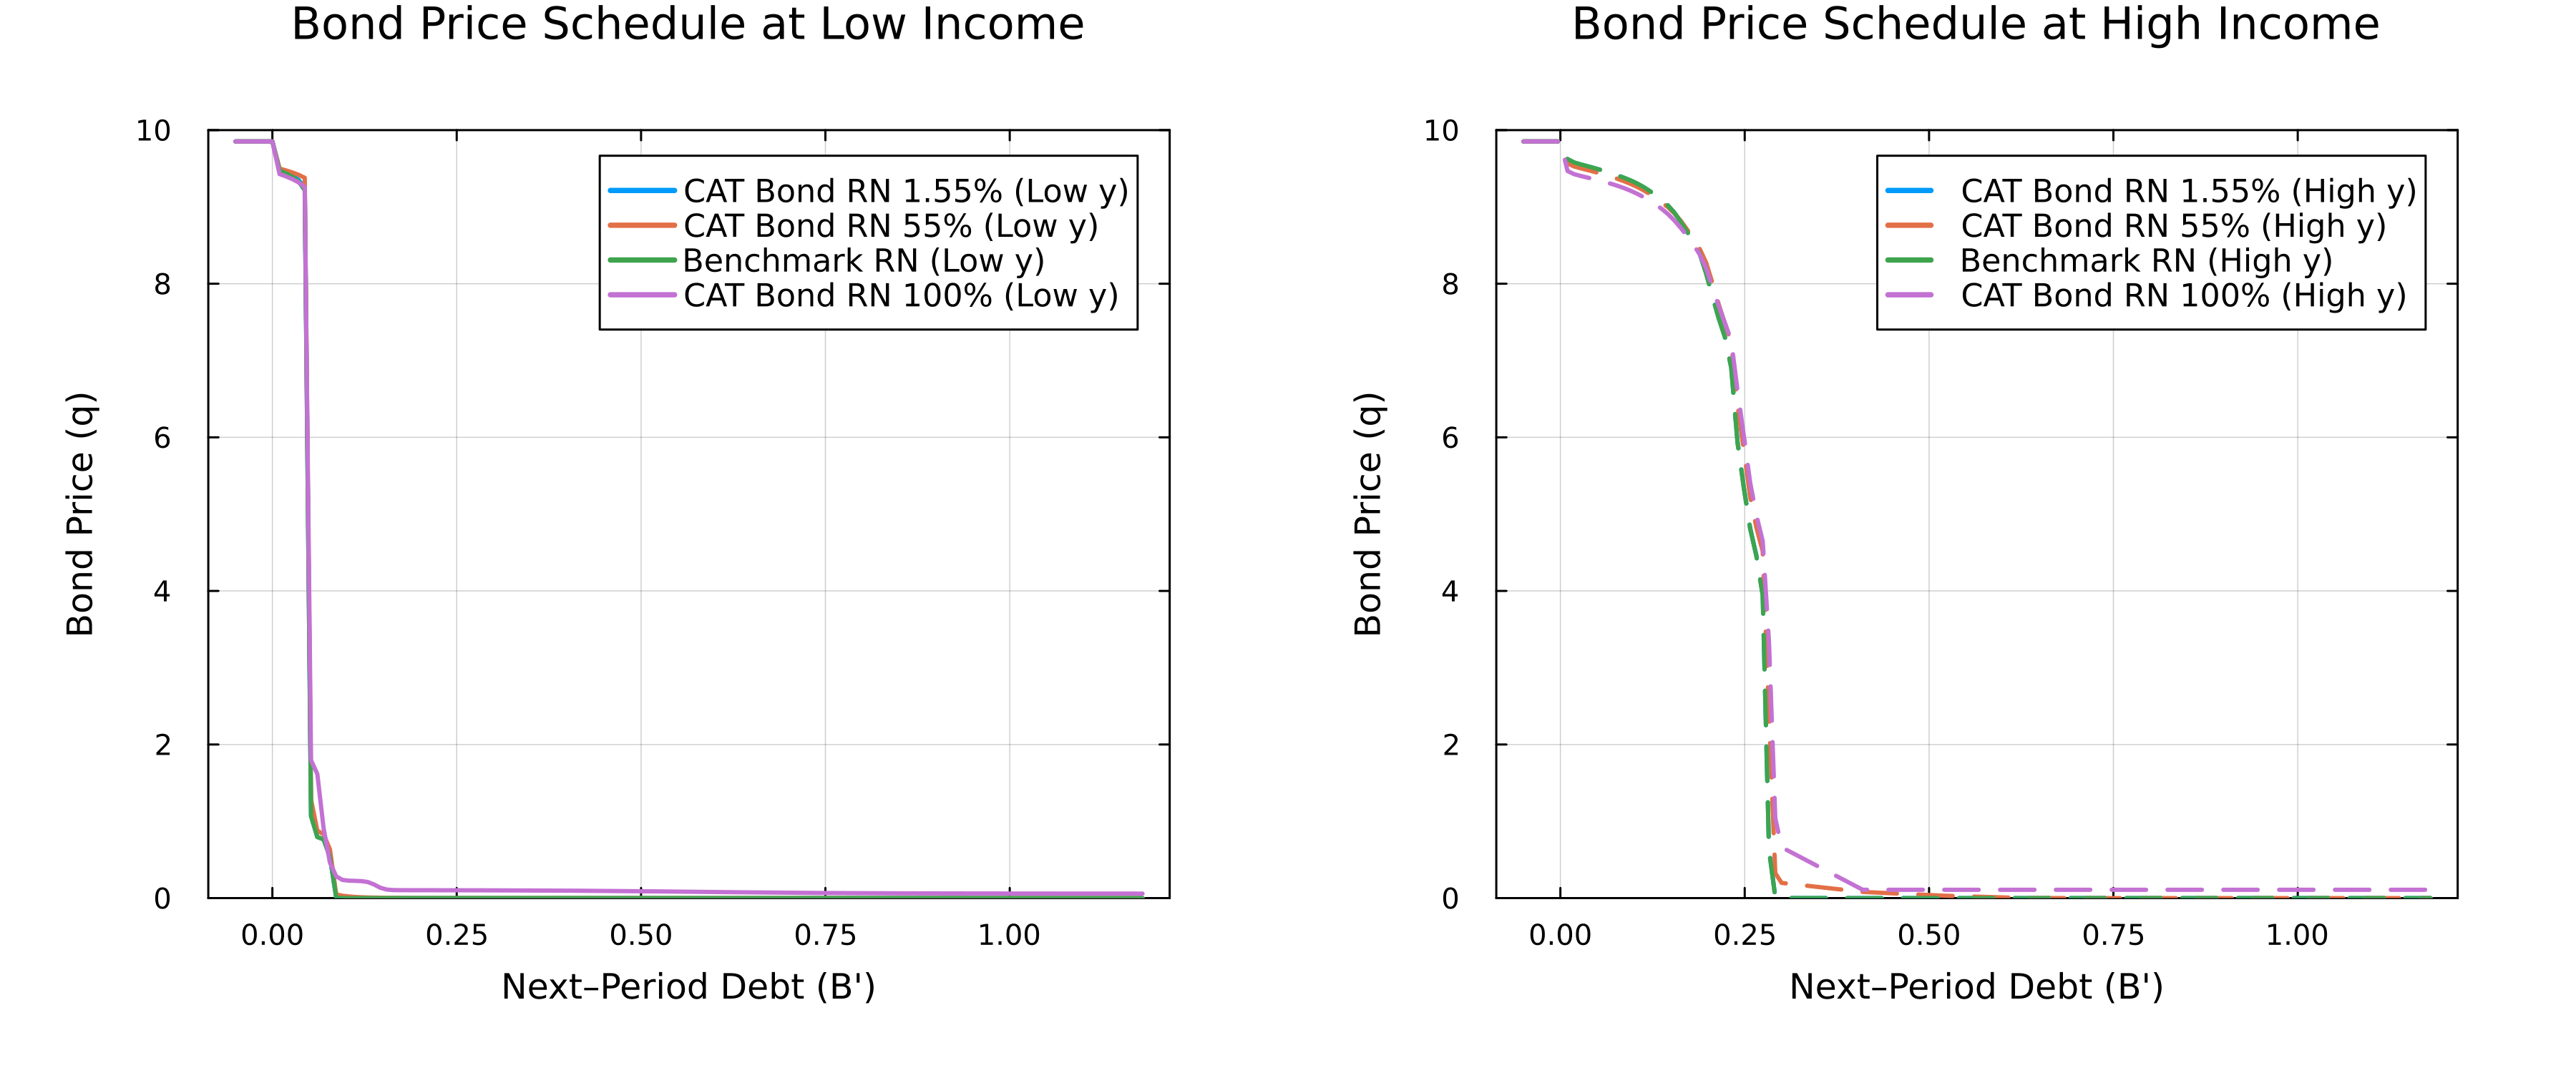 Bond Price Schedule at Low Income
10
8
6
4
2
0
Bond Price (q)
CAT Bond RN 1.55% (Low y)
CAT Bond RN 55% (Low y)
Benchmark RN (Low y)
CAT Bond RN 100% (Low y)
0.00 0.25 0.50 0.75 1.00
Next–Period Debt (B')
Bond Price Schedule at High Income
10
8
6
4
2
0
Bond Price (q)
CAT Bond RN 1.55% (High y)
CAT Bond RN 55% (High y)
Benchmark RN (High y)
CAT Bond RN 100% (High y)
0.00 0.25 0.50 0.75 1.00
Next–Period Debt (B')